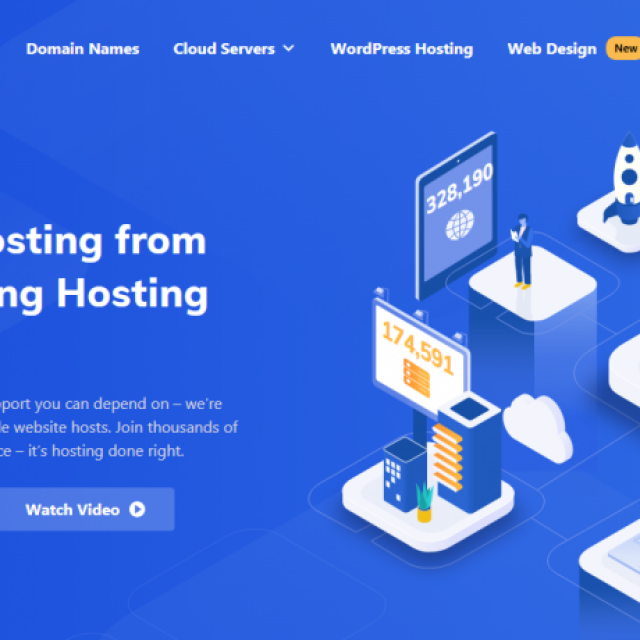 Domain Names Cloud Servers WordPress Hosting Web Design New
328,190
osting from
ng Hosting
174,591
port you can depend on – we're
le website hosts. Join thousands of
ce – it's hosting done right.
Watch Video